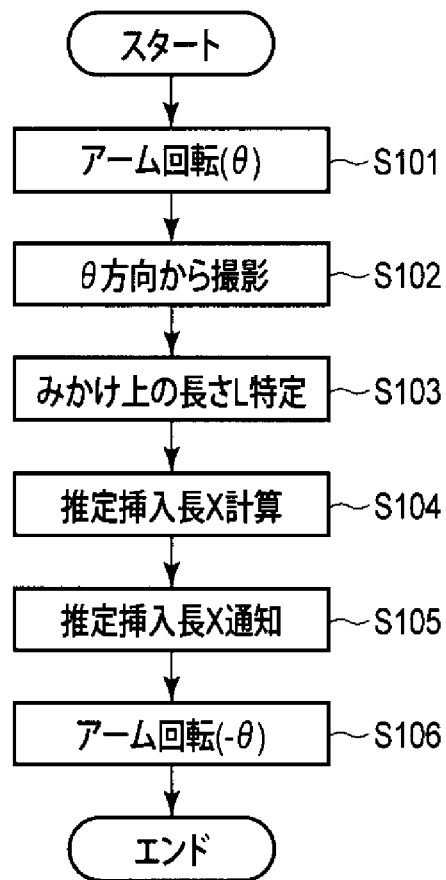 スタート
アーム回転(θ)
S101
θ方向から撮影
S102
みかけ上の長さL特定
S103
推定挿入長X計算
S104
推定挿入長X通知
S105
アーム回転(-θ)
S106
エンド